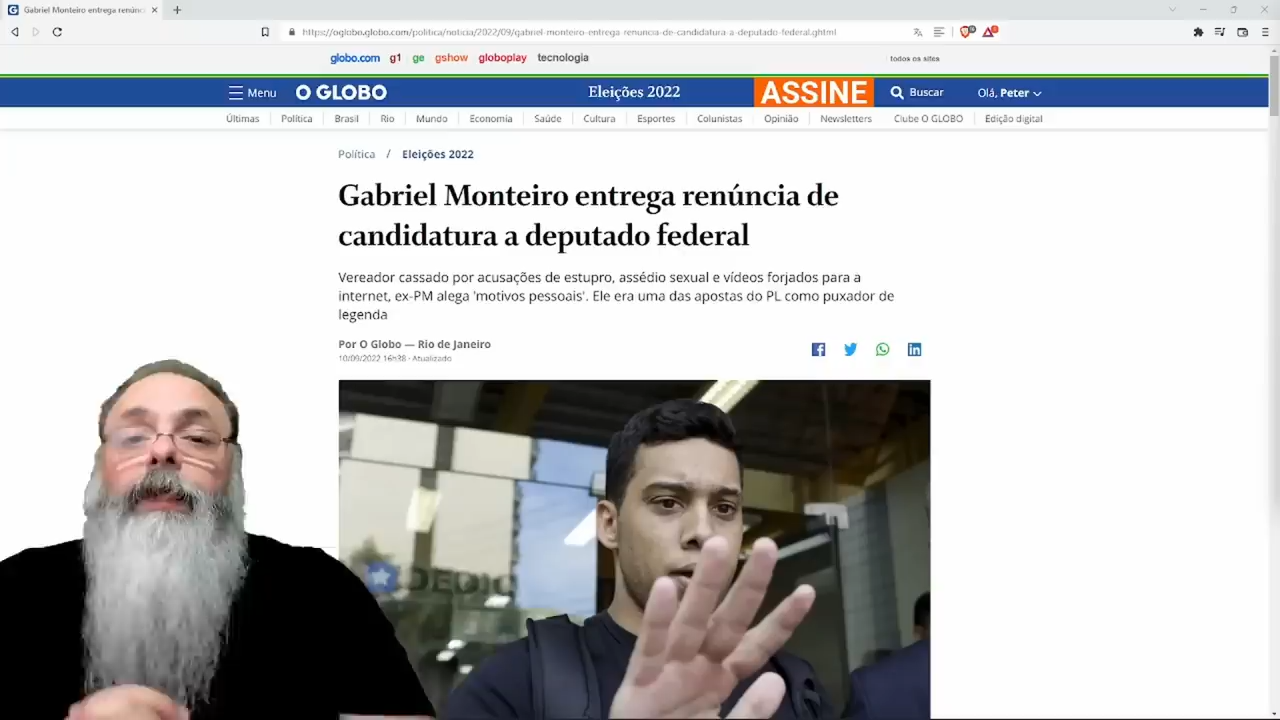 Gabriel Monteiro entrega renúnc
https://oglobo.globo.com/politica/noticia/2022/09/gabriel-monteiro-entrega-renuncia-de-candidatura-a-deputado-federal.ghtml
globo.com g1 ge gshow globoplay tecnologia todos os sites
Menu O GLOBO Eleições 2022 ASSINE Buscar Olá, Peter
Últimas Política Brasil Rio Mundo Economia Saúde Cultura Esportes Colunistas Opinião Newsletters Clube O GLOBO Edição digital
Política / Eleições 2022
Gabriel Monteiro entrega renúncia de
candidatura a deputado federal
Vereador cassado por acusações de estupro, assédio sexual e vídeos forjados para a
internet, ex-PM alega 'motivos pessoais'. Ele era uma das apostas do PL como puxador de
legenda
Por O Globo — Rio de Janeiro
10/09/2022 16h38 · Atualizado